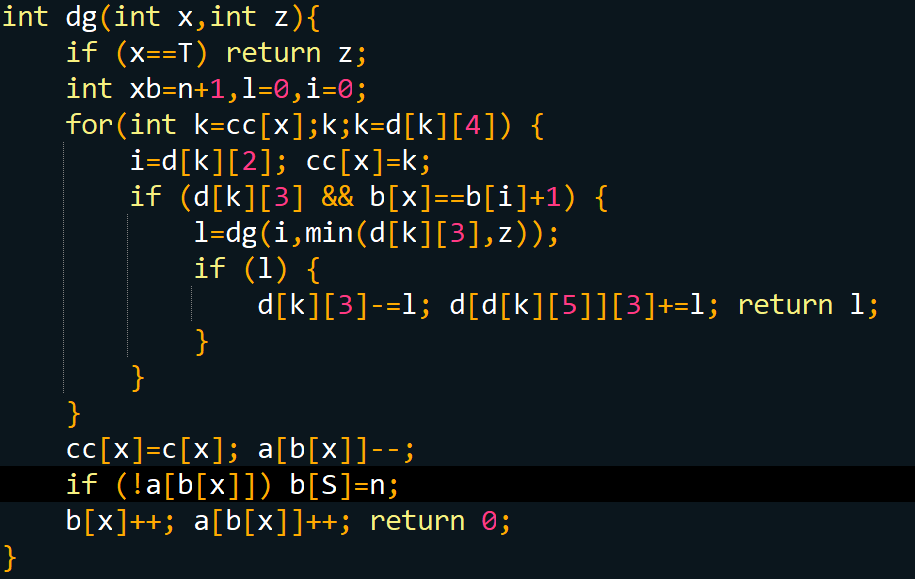 int dg(int x,int z){
    if (x==T) return z;
    int xb=n+1,l=0,i=0;
    for(int k=cc[x];k;k=d[k][4]) {
        i=d[k][2]; cc[x]=k;
        if (d[k][3] && b[x]==b[i]+1) {
            l=dg(i,min(d[k][3],z));
            if (l) {
                d[k][3]-=l; d[d[k][5]][3]+=l; return l;
            }
        }
    }
    cc[x]=c[x]; a[b[x]]--;
    if (!a[b[x]]) b[S]=n;
    b[x]++; a[b[x]]++; return 0;
}